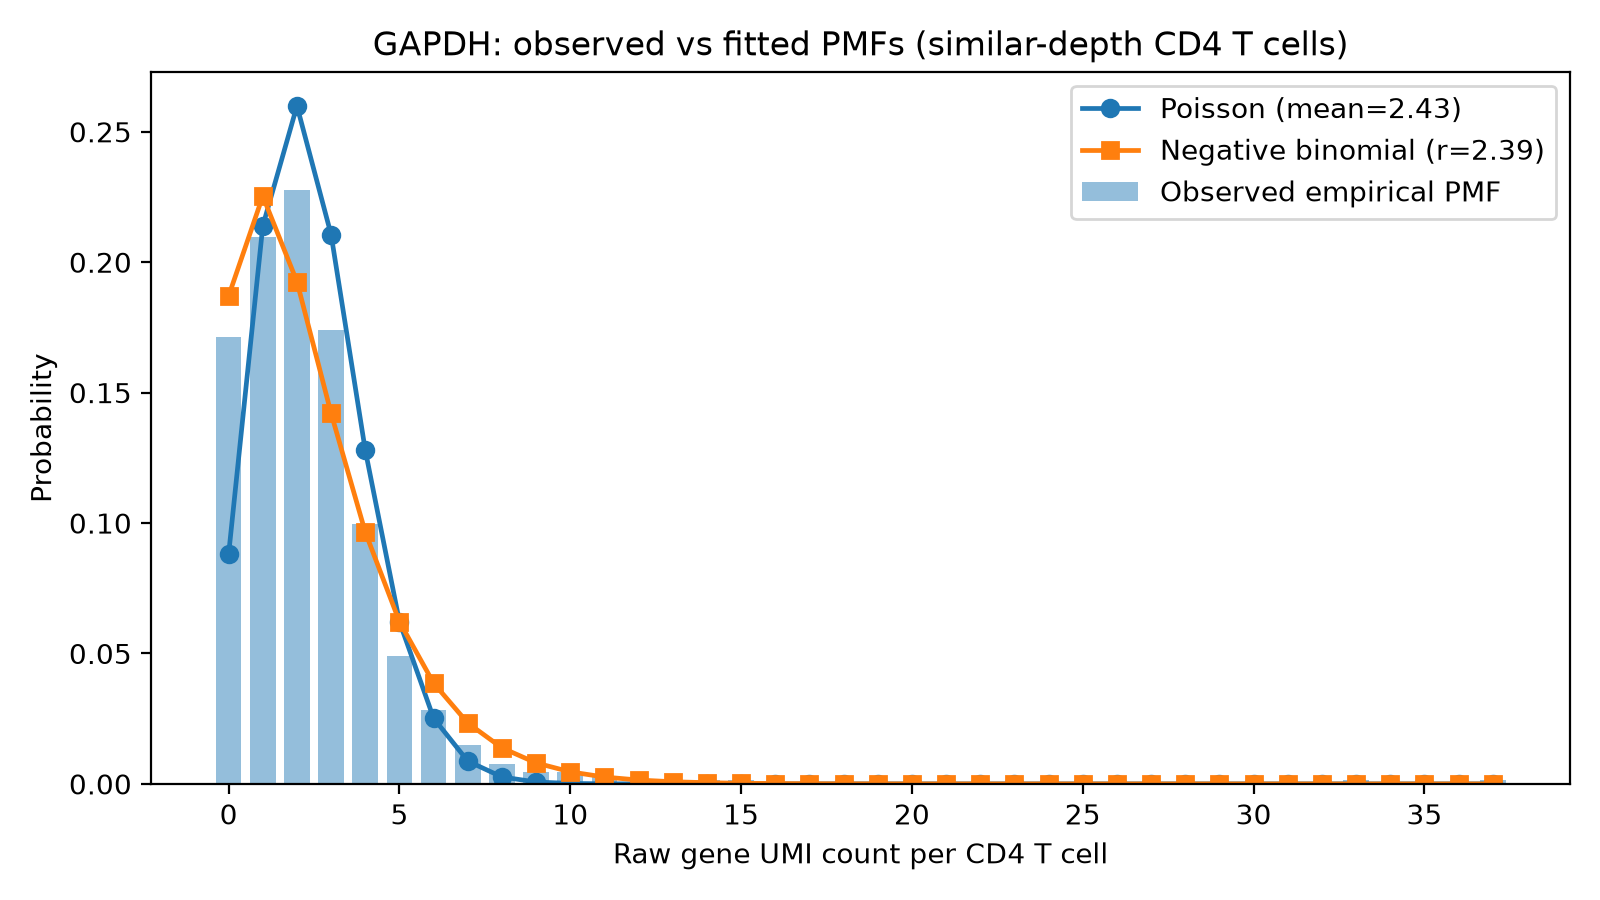 GAPDH: observed vs fitted PMFs (similar-depth CD4 T cells)
Poisson (mean=2.43)
Negative binomial (r=2.39)
Observed empirical PMF
Probability
0.25
0.20
0.15
0.10
0.05
0.00
0 5 10 15 20 25 30 35
Raw gene UMI count per CD4 T cell